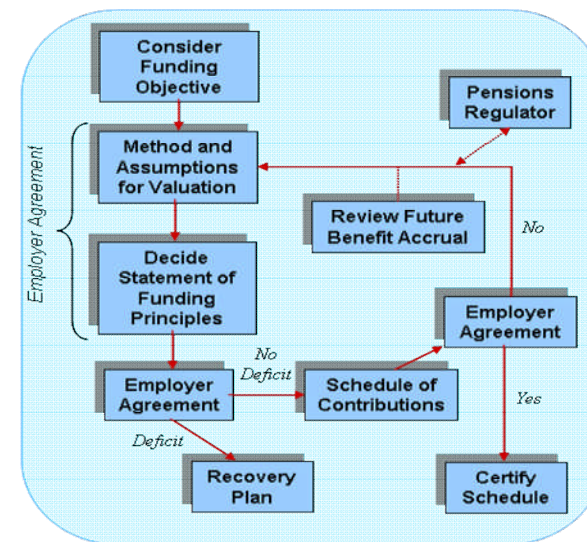 Consider
Funding
Objective
Pensions
Regulator
Employer Agreement
Method and
Assumptions
for Valuation
Review Future
Benefit Accrual
No
Decide
Statement of
Funding
Principles
Employer
Agreement
No
Deficit
Employer
Agreement
Schedule of
Contributions
Deficit
Yes
Recovery
Plan
Certify
Schedule